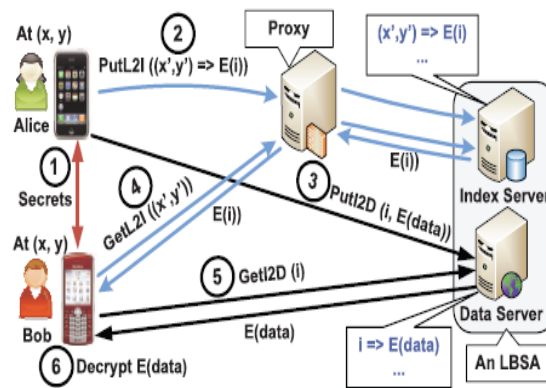 At (x, y)
2
PutL2I ((x',y') => E(i))
Proxy
(x',y') => E(i)
...
Alice
1
Secrets
4
GetL2I ((x',y'))
E(i))
E(i))
3
PutI2D (i, E(data))
Index Server
At (x, y)
5
GetI2D (i)
E(data)
Data Server
Bob
i => E(data)
...
An LBSA
6
Decrypt E(data)